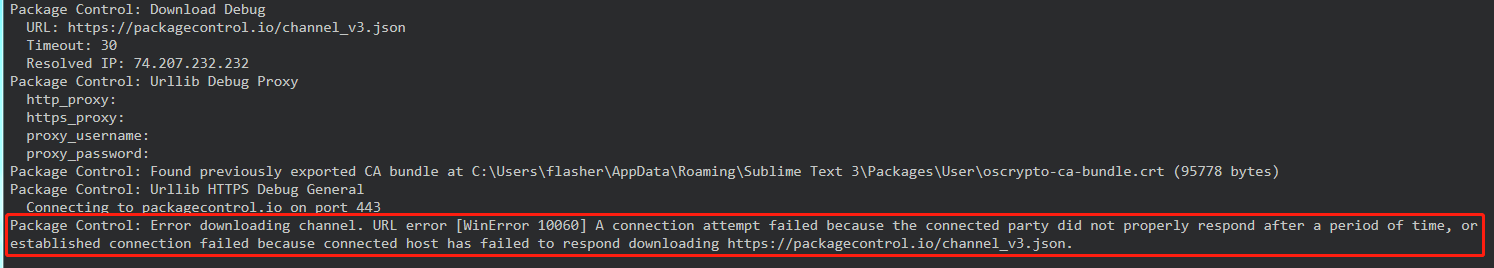 Package Control: Download Debug
  URL: https://packagecontrol.io/channel_v3.json
  Timeout: 30
  Resolved IP: 74.207.232.232
Package Control: Urllib Debug Proxy
  http_proxy:
  https_proxy:
  proxy_username:
  proxy_password:
Package Control: Found previously exported CA bundle at C:\Users\flasher\AppData\Roaming\Sublime Text 3\Packages\User\oscrypto-ca-bundle.crt (95778 bytes)
Package Control: Urllib HTTPS Debug General
  Connecting to packagecontrol.io on port 443
Package Control: Error downloading channel. URL error [WinError 10060] A connection attempt failed because the connected party did not properly respond after a period of time, or
established connection failed because connected host has failed to respond downloading https://packagecontrol.io/channel_v3.json.